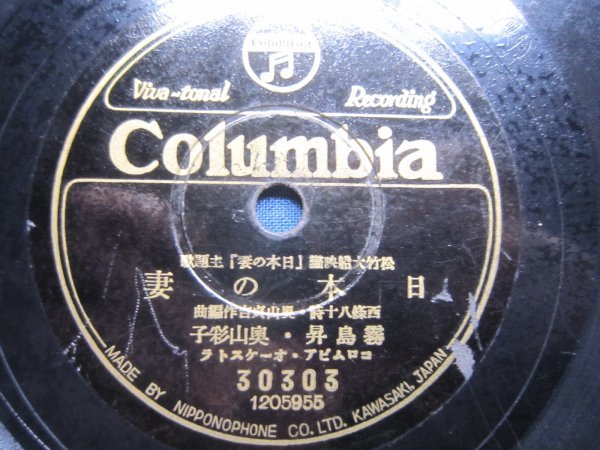 Columbia
Viva-tonal Recording
Columbia
松竹大船映畫『日本の妻』主題歌
日本の妻
西條八十詩・奥山貞吉作編曲
霧島昇・奥山彩子
コロムビア・オーケストラ
30303
1205955
MADE BY NIPPONOPHONE CO. LTD. KAWASAKI, JAPAN